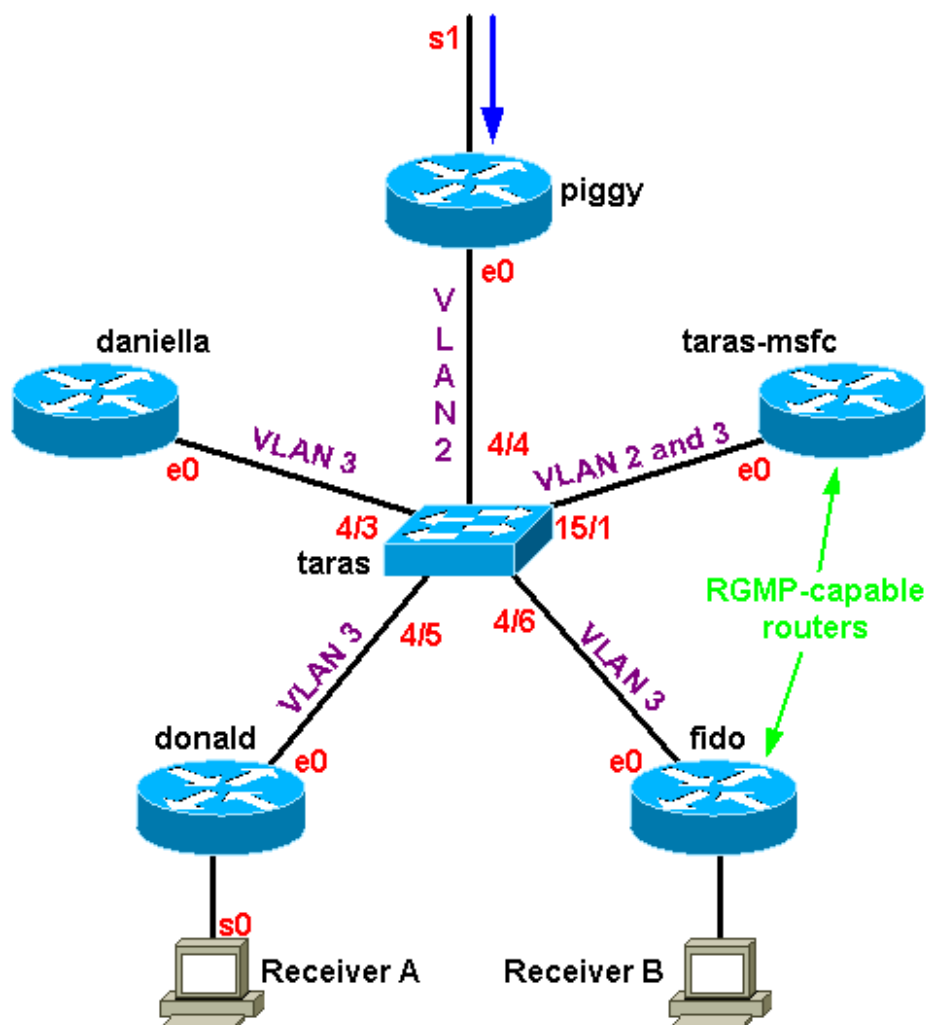 s1
piggy
e0
VLAN2
daniella
taras-msfc
VLAN 3
4/4
VLAN 2 and 3
e0
e0
4/3
15/1
taras
RGMP-capable
routers
VLAN 3
4/5
4/6
VLAN 3
donald
fido
e0
e0
s0
Receiver A
Receiver B